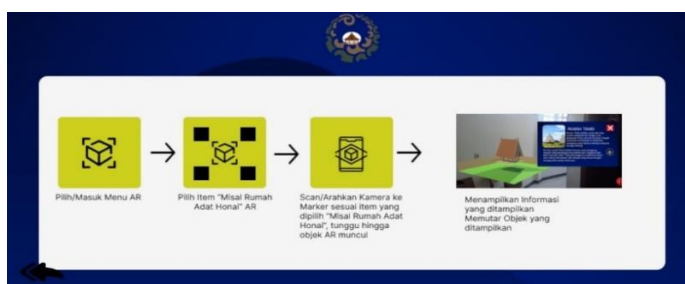 Pilih/Masuk Menu AR
Pilh Item "Misal Rumah
Adat Honai" AR
Scan/Arahkan Kamera ke
Marker sesuai item yang
dipilih "Misal Rumah Adat
Honai", tunggu hingga
objek AR muncul
Menampilkan Informasi
yang ditampilkan
Memutar Objek yang
ditampilkan